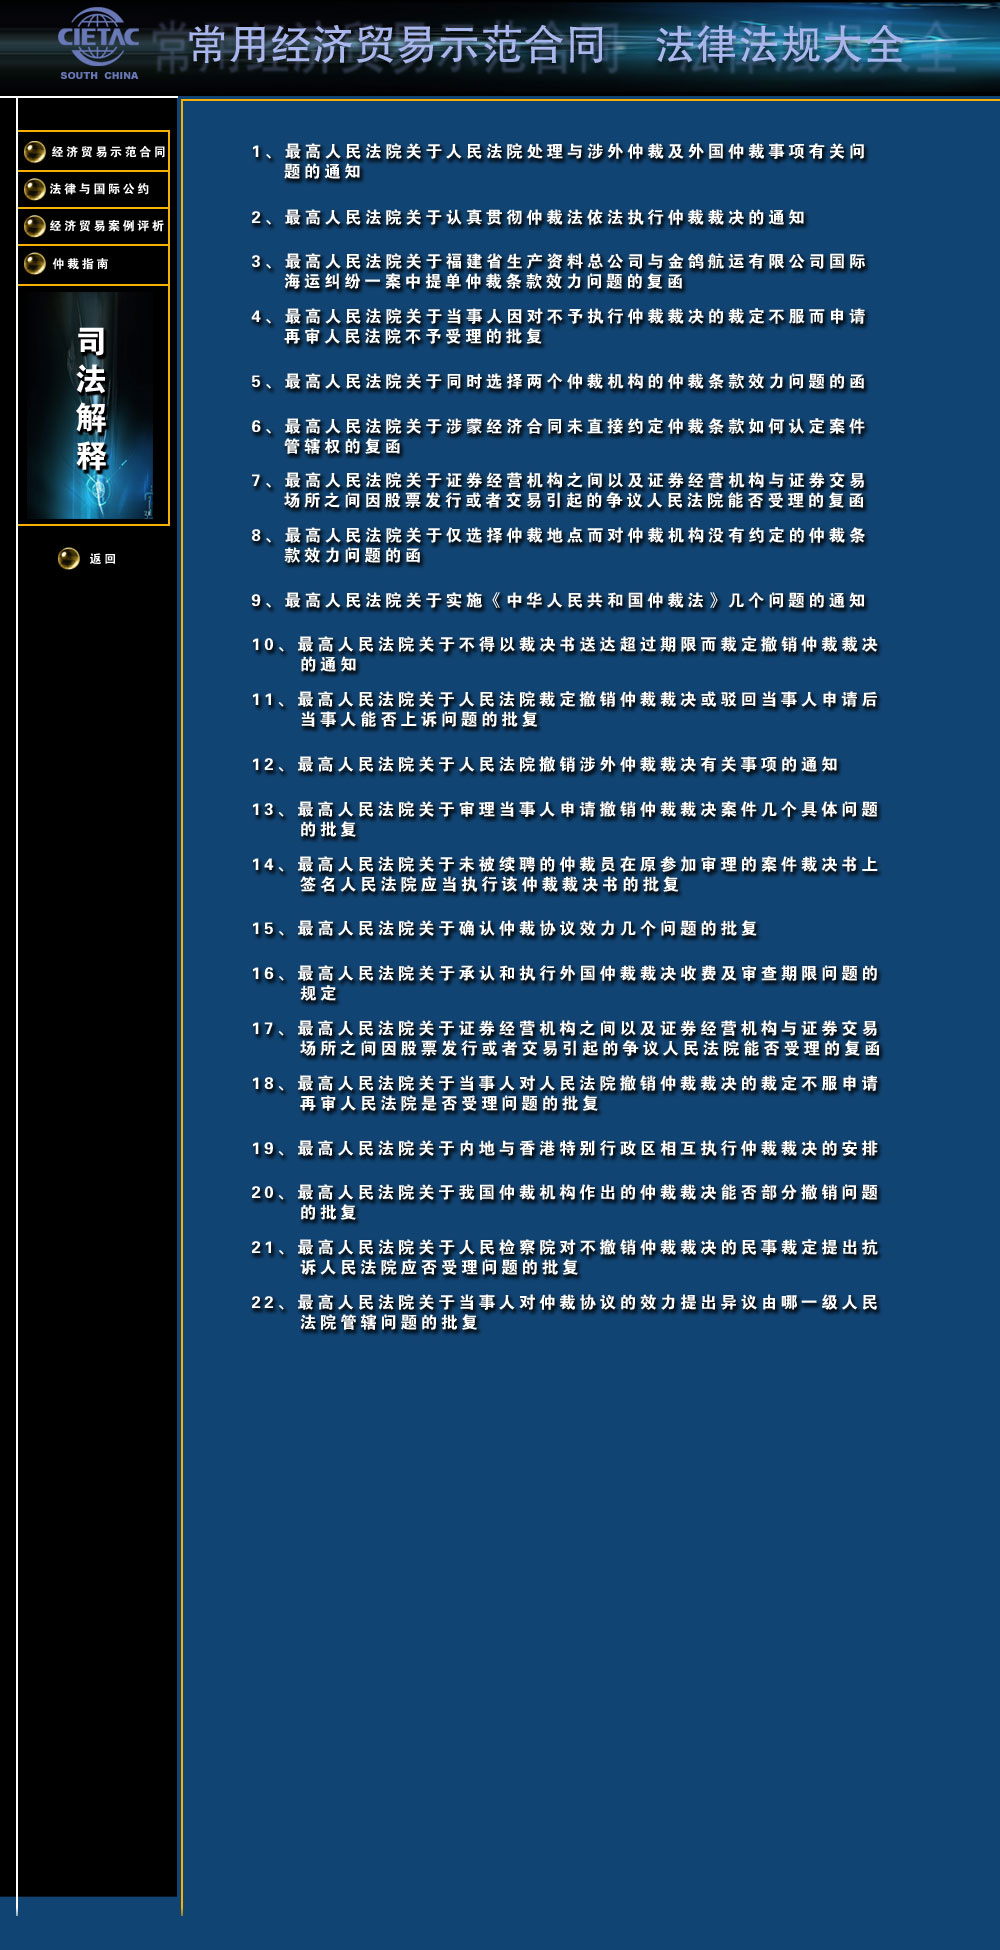 CIETAC
SOUTH CHINA
常用经济贸易示范合同 法律法规大全
经济贸易示范合同
法律与国际公约
经济贸易案例评析
仲裁指南
司法解释
返回
1、最高人民法院关于人民法院处理与涉外仲裁及外国仲裁事项有关问
题的通知
2、最高人民法院关于认真贯彻仲裁法依法执行仲裁裁决的通知
3、最高人民法院关于福建省生产资料总公司与金鸽航运有限公司国际
海运纠纷一案中提单仲裁条款效力问题的复函
4、最高人民法院关于当事人因对不予执行仲裁裁决的裁定不服而申请
再审人民法院不予受理的批复
5、最高人民法院关于同时选择两个仲裁机构的仲裁条款效力问题的函
6、最高人民法院关于涉蒙经济合同未直接约定仲裁条款如何认定案件
管辖权的复函
7、最高人民法院关于证券经营机构之间以及证券经营机构与证券交易
场所之间因股票发行或者交易引起的争议人民法院能否受理的复函
8、最高人民法院关于仅选择仲裁地点而对仲裁机构没有约定的仲裁条
款效力问题的函
9、最高人民法院关于实施《中华人民共和国仲裁法》几个问题的通知
10、最高人民法院关于不得以裁决书送达超过期限而裁定撤销仲裁裁决
的通知
11、最高人民法院关于人民法院裁定撤销仲裁裁决或驳回当事人申请后
当事人能否上诉问题的批复
12、最高人民法院关于人民法院撤销涉外仲裁裁决有关事项的通知
13、最高人民法院关于审理当事人申请撤销仲裁裁决案件几个具体问题
的批复
14、最高人民法院关于未被续聘的仲裁员在原参加审理的案件裁决书上
签名人民法院应当执行该仲裁裁决书的批复
15、最高人民法院关于确认仲裁协议效力几个问题的批复
16、最高人民法院关于承认和执行外国仲裁裁决收费及审查期限问题的
规定
17、最高人民法院关于证券经营机构之间以及证券经营机构与证券交易
场所之间因股票发行或者交易引起的争议人民法院能否受理的复函
18、最高人民法院关于当事人对人民法院撤销仲裁裁决的裁定不服申请
再审人民法院是否受理问题的批复
19、最高人民法院关于内地与香港特别行政区相互执行仲裁裁决的安排
20、最高人民法院关于我国仲裁机构作出的仲裁裁决能否部分撤销问题
的批复
21、最高人民法院关于人民检察院对不撤销仲裁裁决的民事裁定提出抗
诉人民法院应否受理问题的批复
22、最高人民法院关于当事人对仲裁协议的效力提出异议由哪一级人民
法院管辖问题的批复